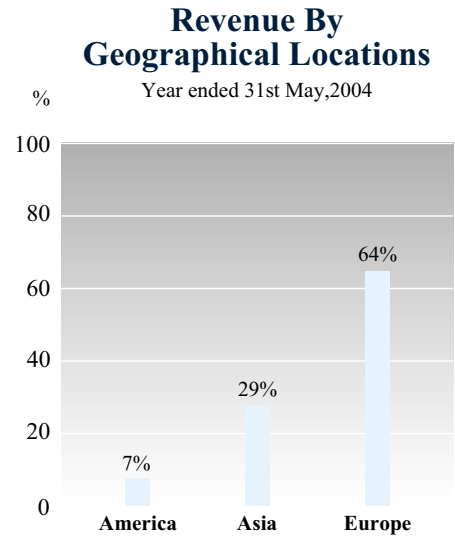 Revenue By
Geographical Locations
Year ended 31st May,2004
%
100
80
64%
60
40
29%
20
7%
0
America Asia Europe